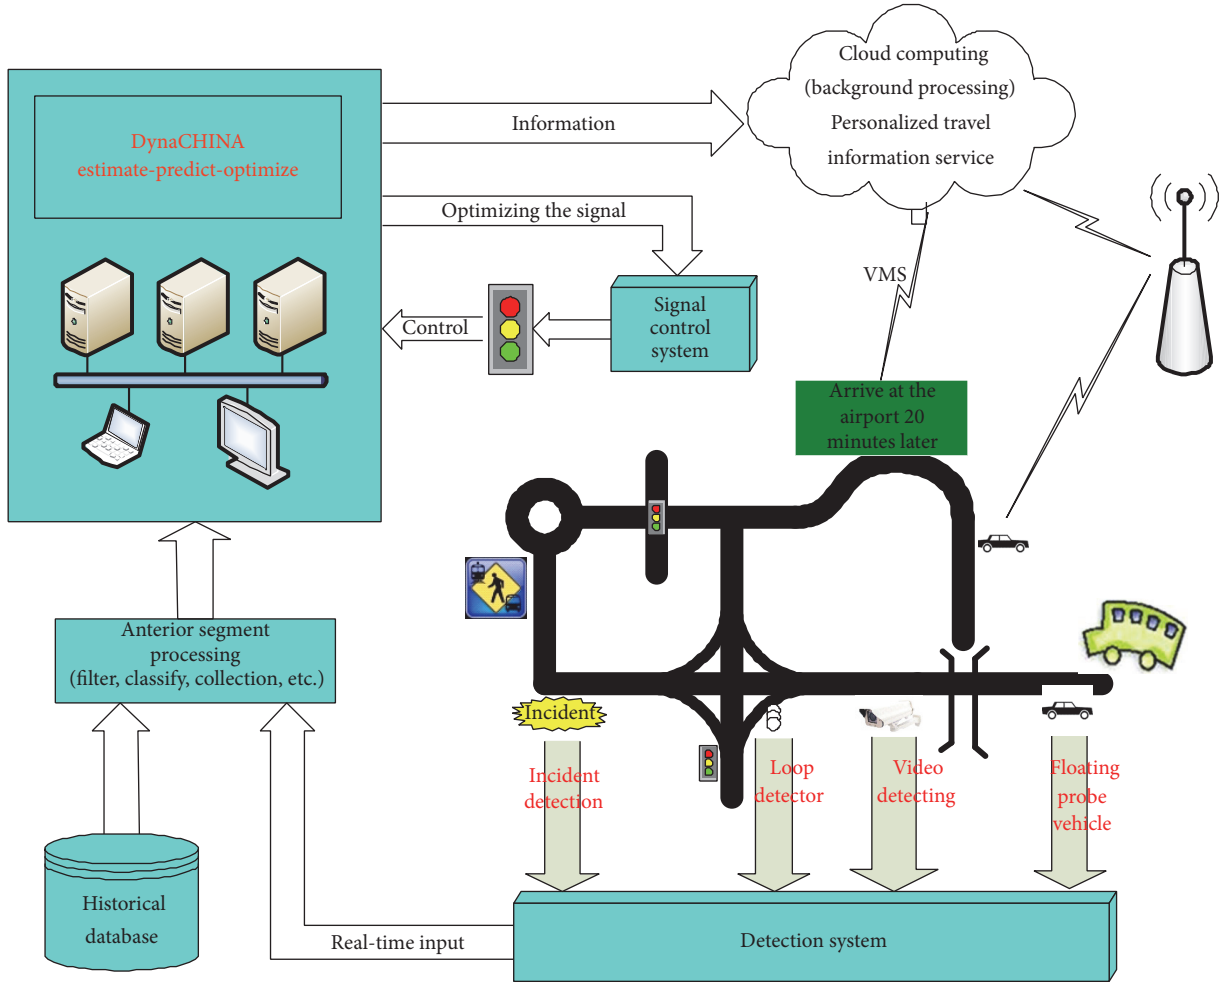 DynaCHINA
estimate-predict-optimize
Information
Cloud computing
(background processing)
Personalized travel
information service
Optimizing the signal
Control
Signal
control
system
VMS
Arrive at the
airport 20
minutes later
Anterior segment
processing
(filter, classify, collection, etc.)
Incident
Incident
detection
Loop
detector
Video
detecting
Floating
probe
vehicle
Historical
database
Real-time input
Detection system